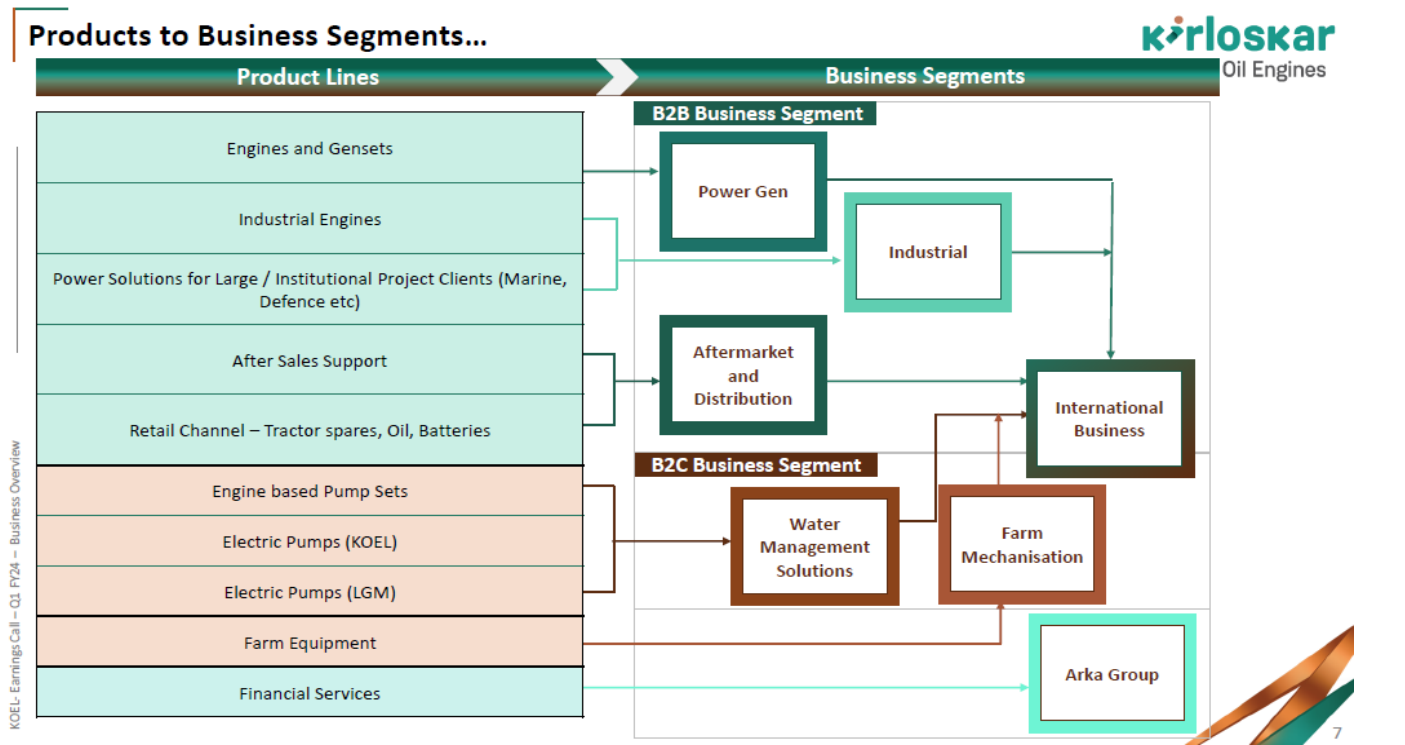 Products to Business Segments...
Kirloskar
Oil Engines
Product Lines
Business Segments
Engines and Gensets
Industrial Engines
Power Solutions for Large / Institutional Project Clients (Marine,
Defence etc)
After Sales Support
Retail Channel – Tractor spares, Oil, Batteries
Engine based Pump Sets
Electric Pumps (KOEL)
Electric Pumps (LGM)
Farm Equipment
Financial Services
B2B Business Segment
Power Gen
Industrial
Aftermarket
and
Distribution
International
Business
B2C Business Segment
Water
Management
Solutions
Farm
Mechanisation
Arka Group
KOEL- Earnings Call – Q1 FY24 – Business Overview
7